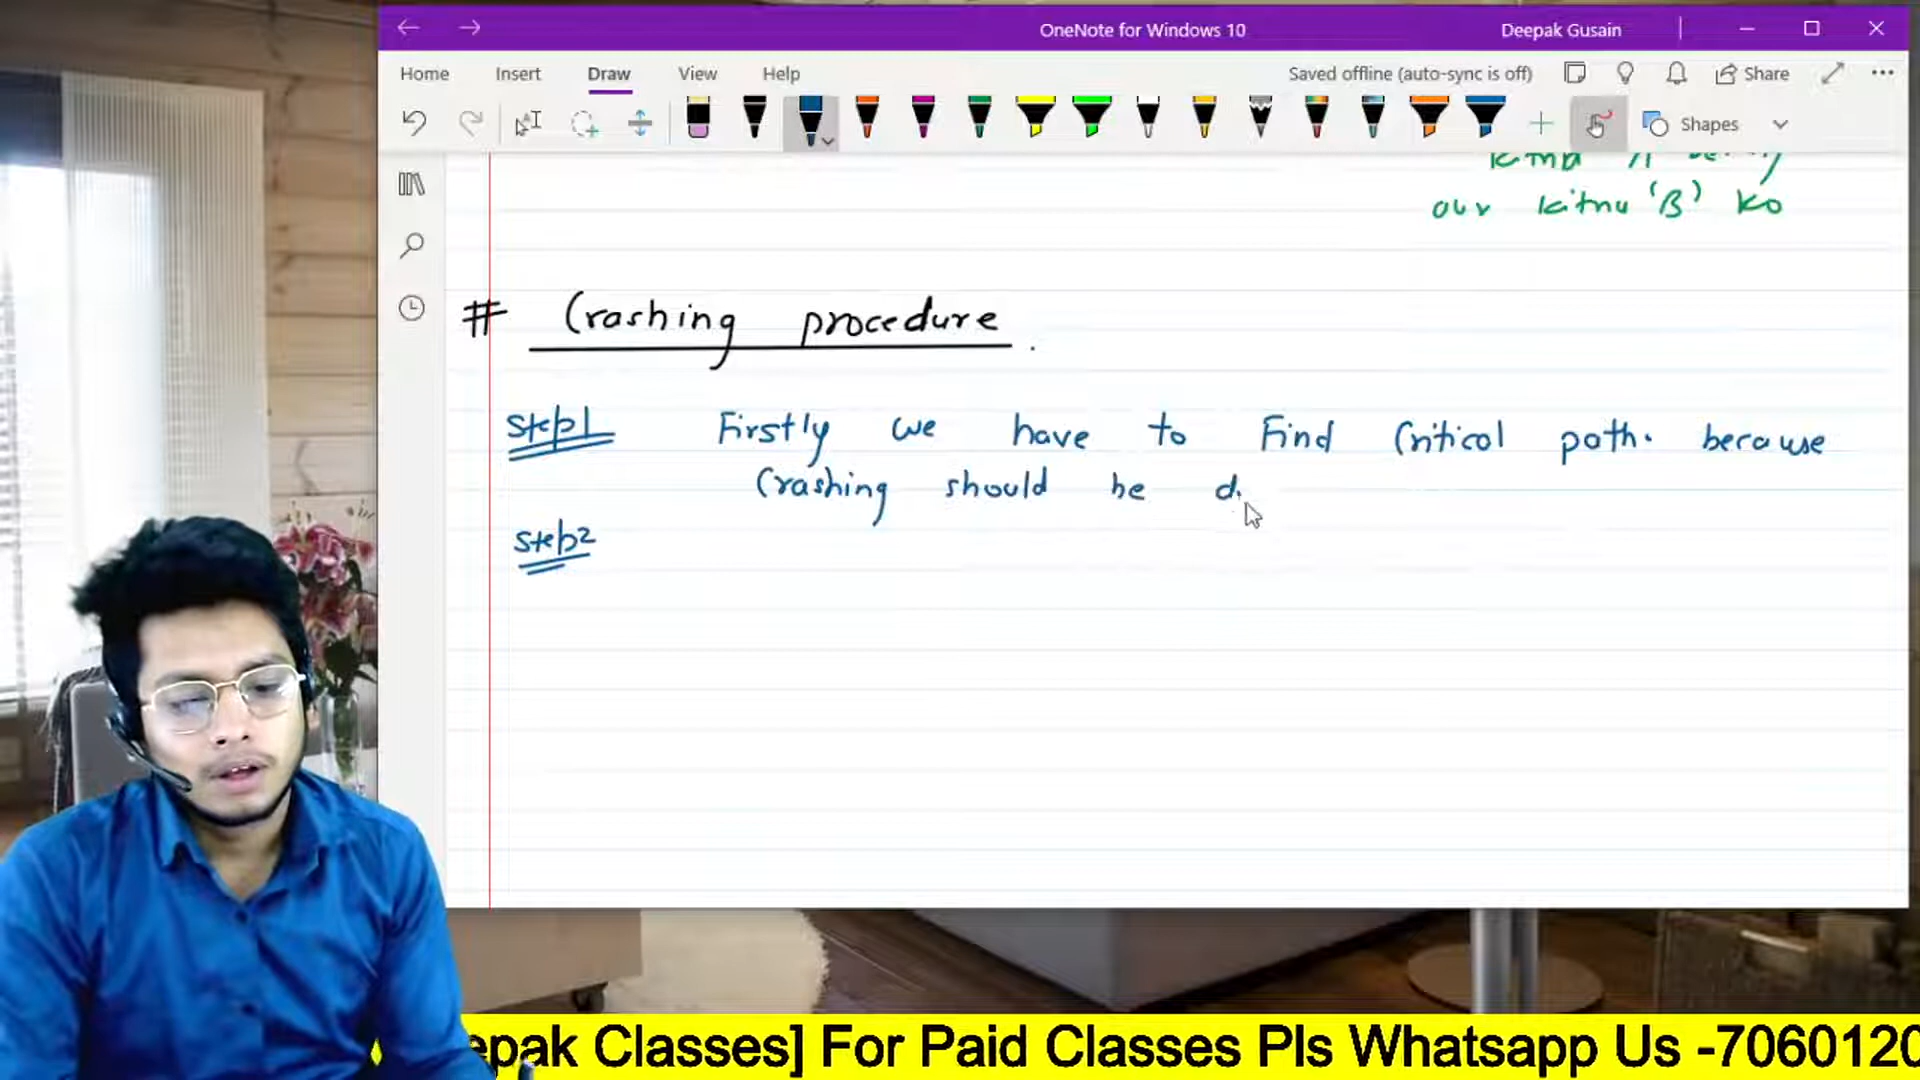 OneNote for Windows 10
Deepak Gusain
Home Insert Draw View Help
Saved offline (auto-sync is off)
Share
Shapes
our kitna 'B' ko
# Crashing procedure.
Step1 Firstly we have to Find Critical path. because
Crashing should be d
Step2
epak Classes] For Paid Classes Pls Whatsapp Us -7060120